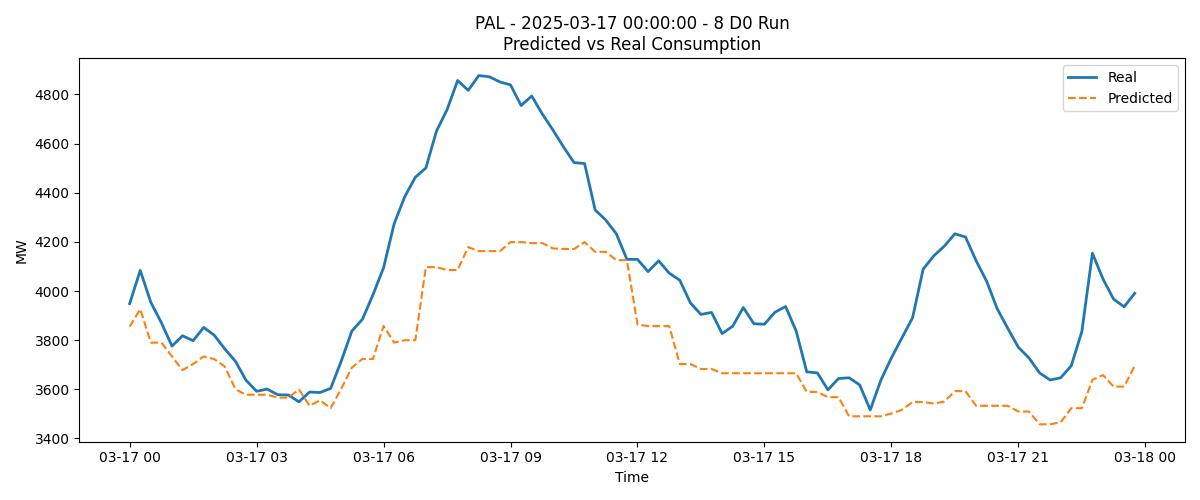 PAL - 2025-03-17 00:00:00 - 8 D0 Run
Predicted vs Real Consumption
Real
Predicted
4800
4600
4400
4200
4000
3800
3600
3400
MW
03-17 00
03-17 03
03-17 06
03-17 09
03-17 12
03-17 15
03-17 18
03-17 21
03-18 00
Time